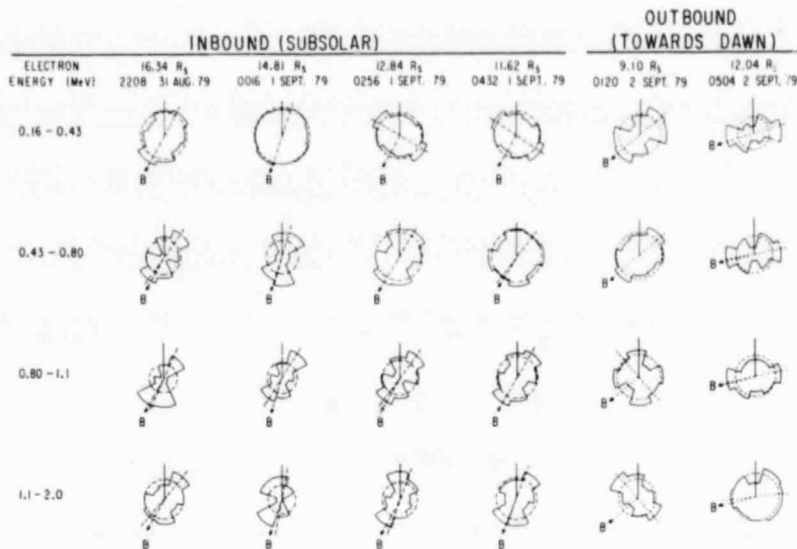 OUTBOUND
INBOUND (SUBSOLAR) (TOWARDS DAWN)
ELECTRON 16.34 Rs 14.81 Rs 12.84 Rs 11.62 Rs 9.10 Rs 12.04 Rs
ENERGY (MeV) 2208 31 AUG. 79 0016 1 SEPT. 79 0256 1 SEPT. 79 0432 1 SEPT. 79 0120 2 SEPT. 79 0504 2 SEPT. 79
0.16 - 0.43
B B B B B B
0.43 - 0.80
B B B B B B
0.80 - 1.1
B B B B B B
1.1 - 2.0
B B B B B B